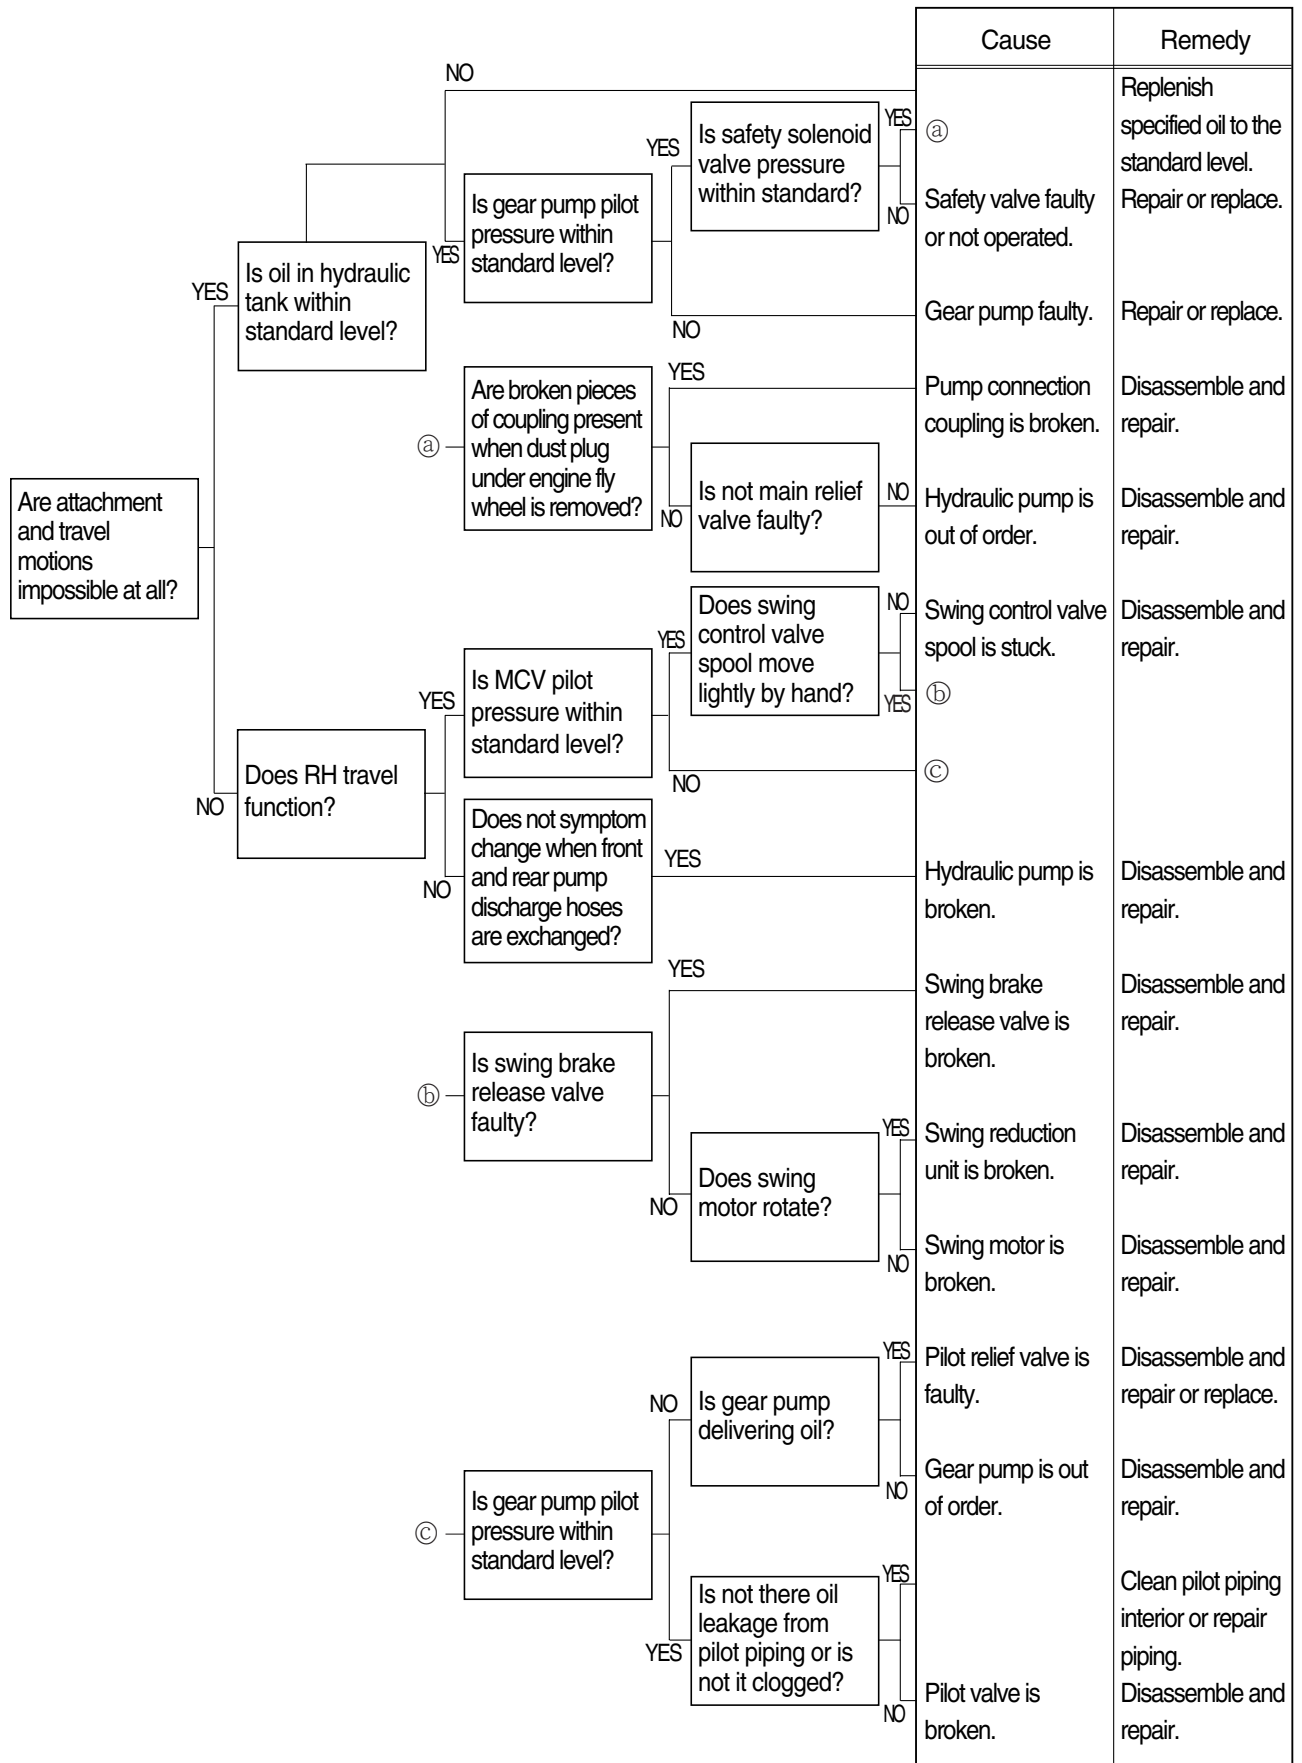 Cause
Remedy
NO
Replenish
specified oil to the
standard level.
YES
Is safety solenoid
valve pressure
within standard?
YES
ⓐ
NO
Safety valve faulty
or not operated.
Repair or replace.
Is gear pump pilot
pressure within
standard level?
YES
YES
Is oil in hydraulic
tank within
standard level?
NO
Gear pump faulty.
Repair or replace.
ⓐ
Are broken pieces
of coupling present
when dust plug
under engine fly
wheel is removed?
YES
Pump connection
coupling is broken.
Disassemble and
repair.
NO
Is not main relief
valve faulty?
NO
Hydraulic pump is
out of order.
Disassemble and
repair.
Are attachment
and travel
motions
impossible at all?
Does swing
control valve
spool move
lightly by hand?
NO
Swing control valve
spool is stuck.
Disassemble and
repair.
YES
YES
ⓑ
YES
Is MCV pilot
pressure within
standard level?
NO
ⓒ
NO
Does RH travel
function?
NO
Does not symptom
change when front
and rear pump
discharge hoses
are exchanged?
YES
Hydraulic pump is
broken.
Disassemble and
repair.
ⓑ
Is swing brake
release valve
faulty?
YES
Swing brake
release valve is
broken.
Disassemble and
repair.
NO
Does swing
motor rotate?
YES
Swing reduction
unit is broken.
Disassemble and
repair.
NO
Swing motor is
broken.
Disassemble and
repair.
NO
Is gear pump
delivering oil?
YES
Pilot relief valve is
faulty.
Disassemble and
repair or replace.
NO
Gear pump is out
of order.
Disassemble and
repair.
ⓒ
Is gear pump pilot
pressure within
standard level?
YES
Is not there oil
leakage from
pilot piping or is
not it clogged?
YES
Clean pilot piping
interior or repair
piping.
NO
Pilot valve is
broken.
Disassemble and
repair.